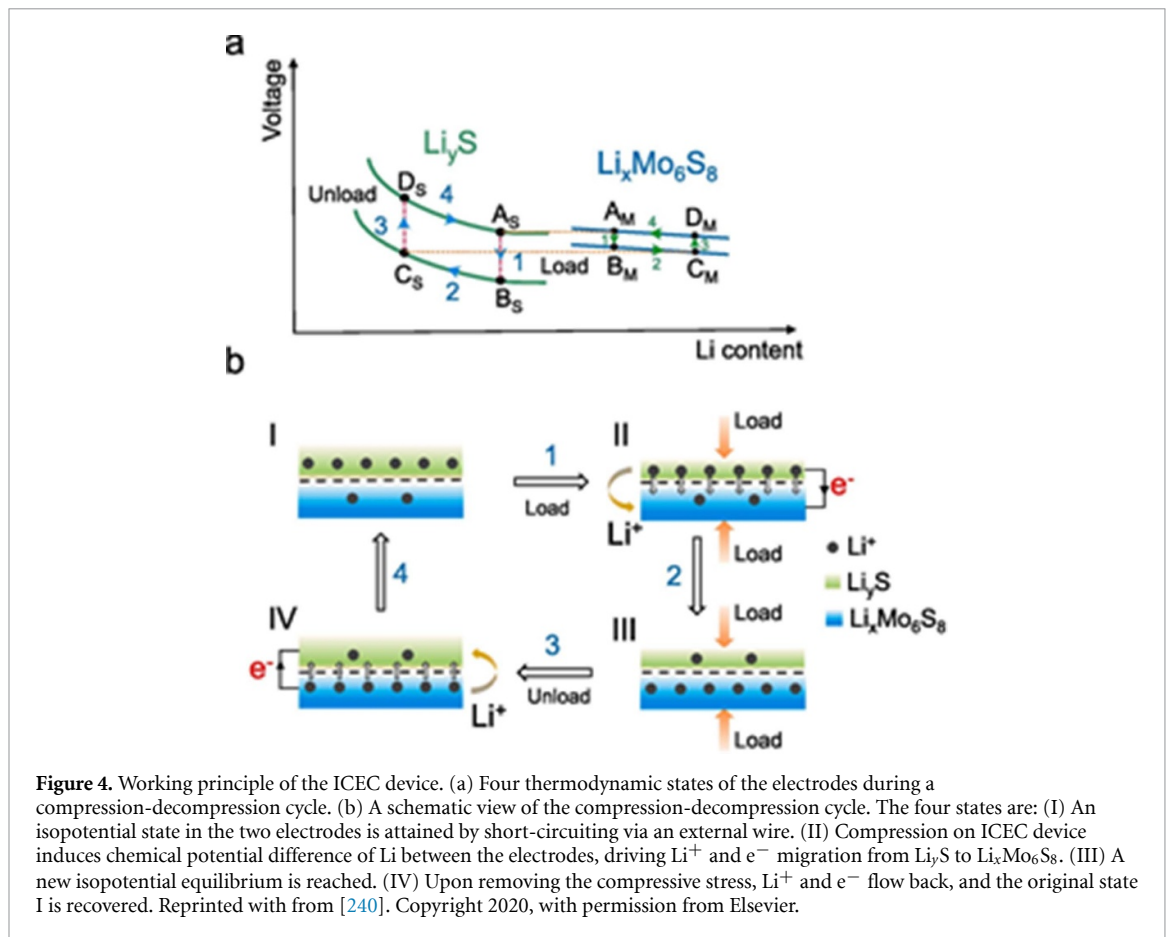 a
Voltage
LiyS
LixMo6S8
Unload
DS
4
AS
AM
DM
3
1
4
1
3
Load
BM
2
CM
CS
2
BS
Li content
b
I
1
Load
II
Load
e-
Li+
Load
Li+
LiyS
LixMo6S8
4
2
IV
e-
3
Unload
Li+
III
Load
Load
Figure 4. Working principle of the ICEC device. (a) Four thermodynamic states of the electrodes during a
compression-decompression cycle. (b) A schematic view of the compression-decompression cycle. The four states are: (I) An
isopotential state in the two electrodes is attained by short-circuiting via an external wire. (II) Compression on ICEC device
induces chemical potential difference of Li between the electrodes, driving Li+ and e− migration from LiyS to LixMo6S8. (III) A
new isopotential equilibrium is reached. (IV) Upon removing the compressive stress, Li+ and e− flow back, and the original state
I is recovered. Reprinted with from [240]. Copyright 2020, with permission from Elsevier.